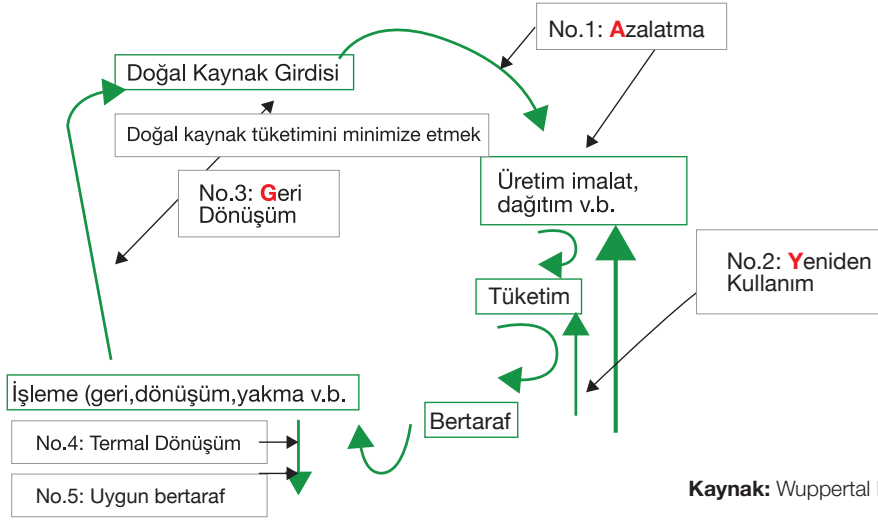 No.1: Azalatma
Doğal Kaynak Girdisi
Doğal kaynak tüketimini minimize etmek
No.3: Geri
Dönüşüm
Üretim imalat,
dağıtım v.b.
No.2: Yeniden
Kullanım
Tüketim
İşleme (geri,dönüşüm,yakma v.b.
Bertaraf
No.4: Termal Dönüşüm
No.5: Uygun bertaraf
Kaynak: Wuppertal